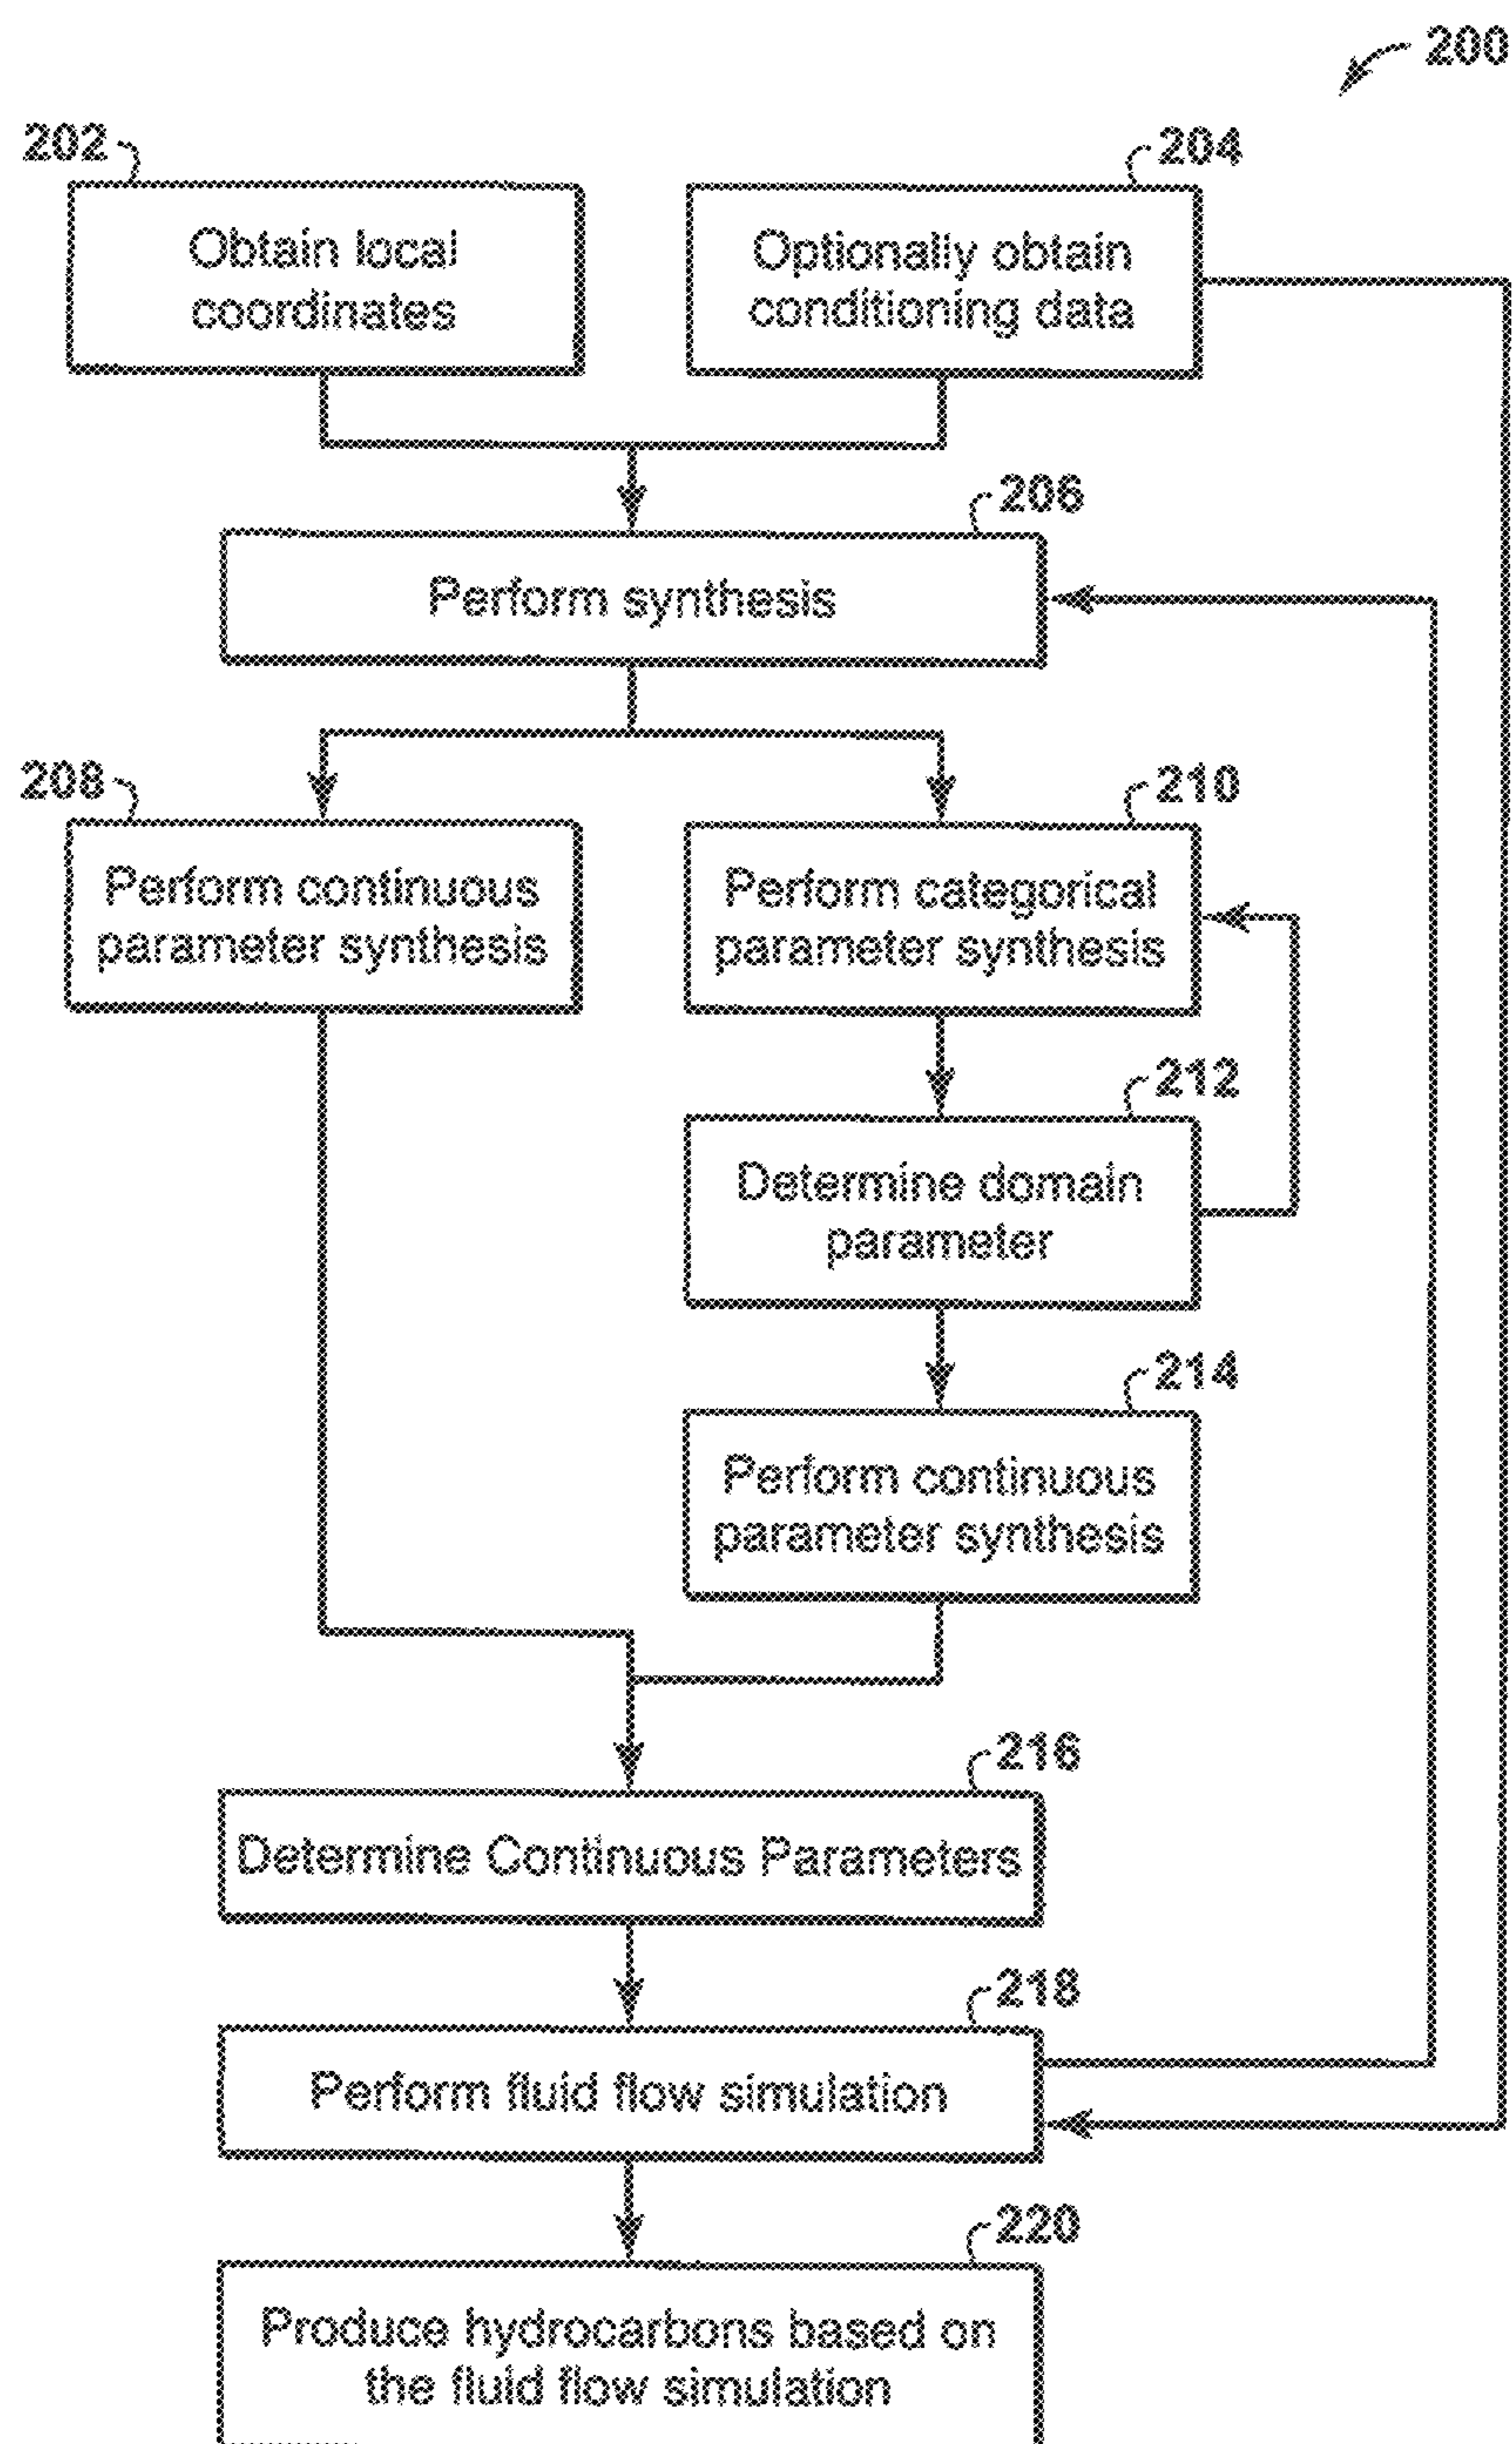 200
202
204
Obtain local
coordinates
Optionally obtain
conditioning data
206
Perform synthesis
208
210
Perform continuous
parameter synthesis
Perform categorical
parameter synthesis
212
Determine domain
parameter
214
Perform continuous
parameter synthesis
216
Determine Continuous Parameters
218
Perform fluid flow simulation
220
Produce hydrocarbons based on
the fluid flow simulation